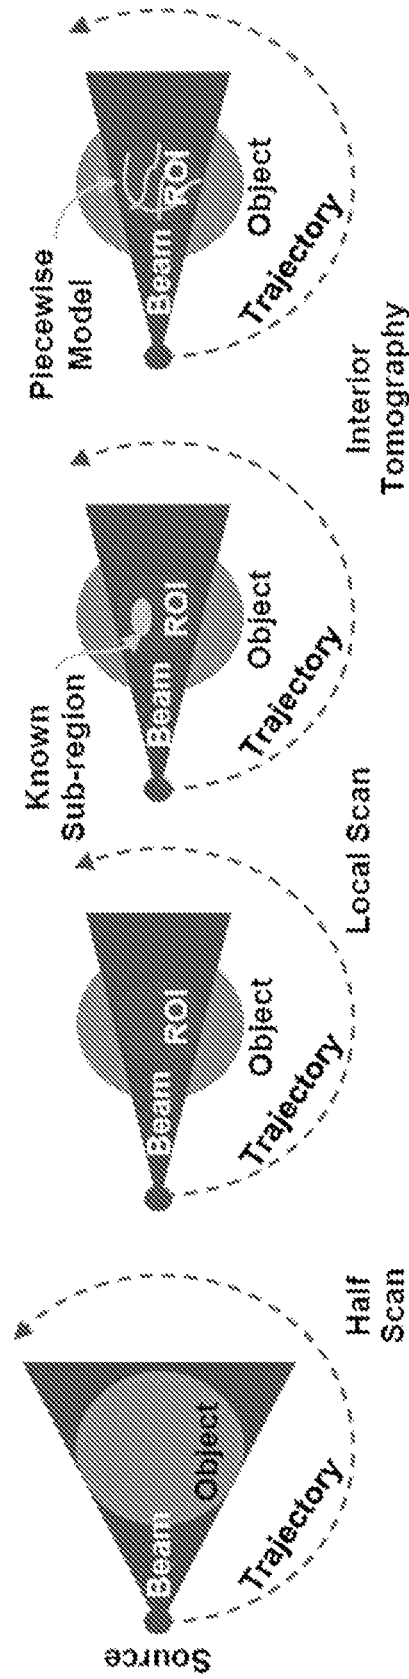 Source
Beam
Object
Trajectory
Half
Scan
Beam
ROI
Object
Trajectory
Local Scan
Known
Sub-region
Beam
ROI
Object
Trajectory
Interior
Tomography
Piecewise
Model
Beam
ROI
Object
Trajectory